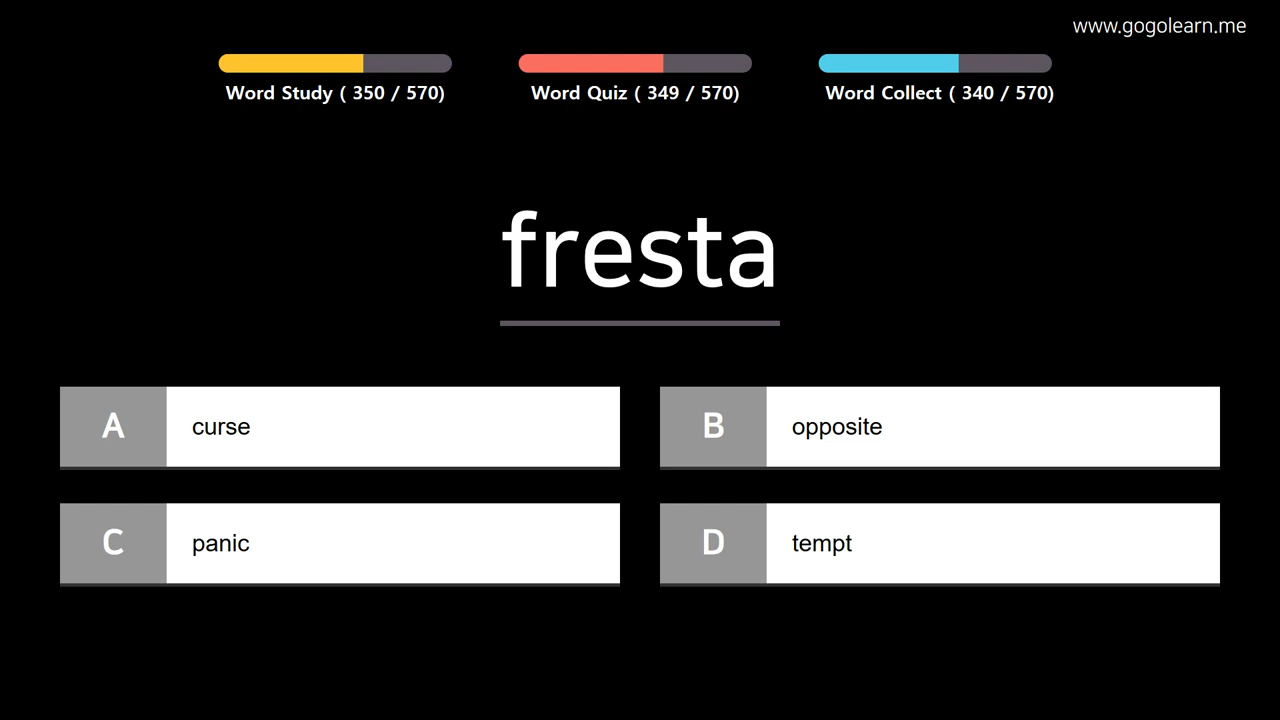 www.gogolearn.me
Word Study ( 350 / 570)
Word Quiz ( 349 / 570)
Word Collect ( 340 / 570)
fresta
A curse
B opposite
C panic
D tempt